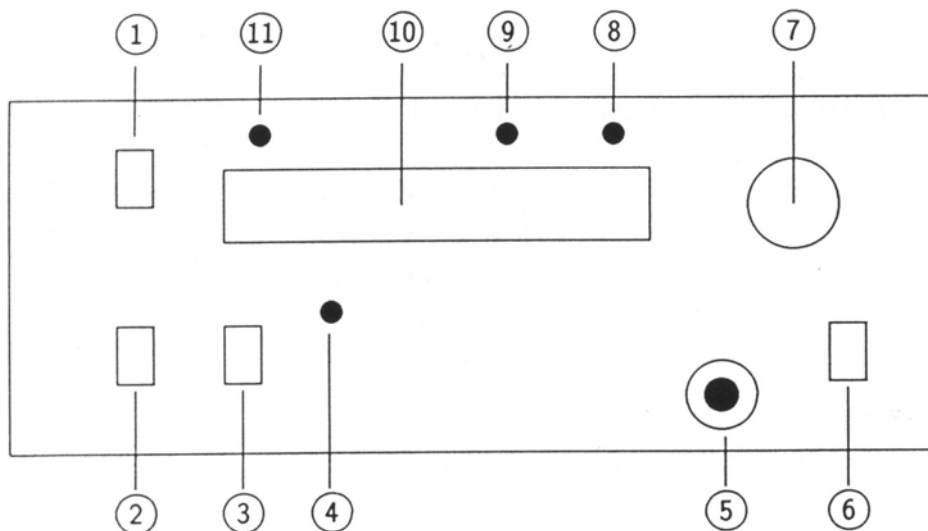 ① ⑪ ⑩ ⑨ ⑧ ⑦
② ③ ④ ⑤ ⑥